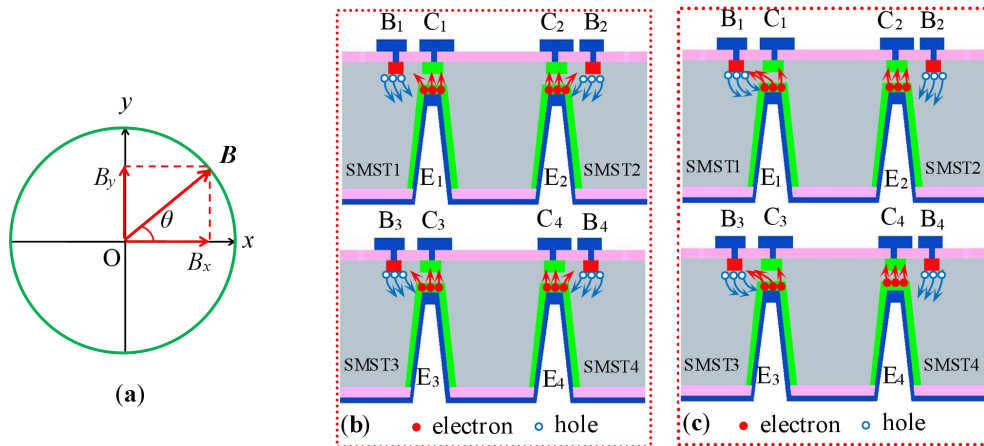 y
B
By
θ
O
Bx
x
(a)
B1 C1 C2 B2
SMST1 SMST2
E1 E2
B3 C3 C4 B4
SMST3 SMST4
E3 E4
(b) electron hole
B1 C1 C2 B2
SMST1 SMST2
E1 E2
B3 C3 C4 B4
SMST3 SMST4
E3 E4
electron hole (c)